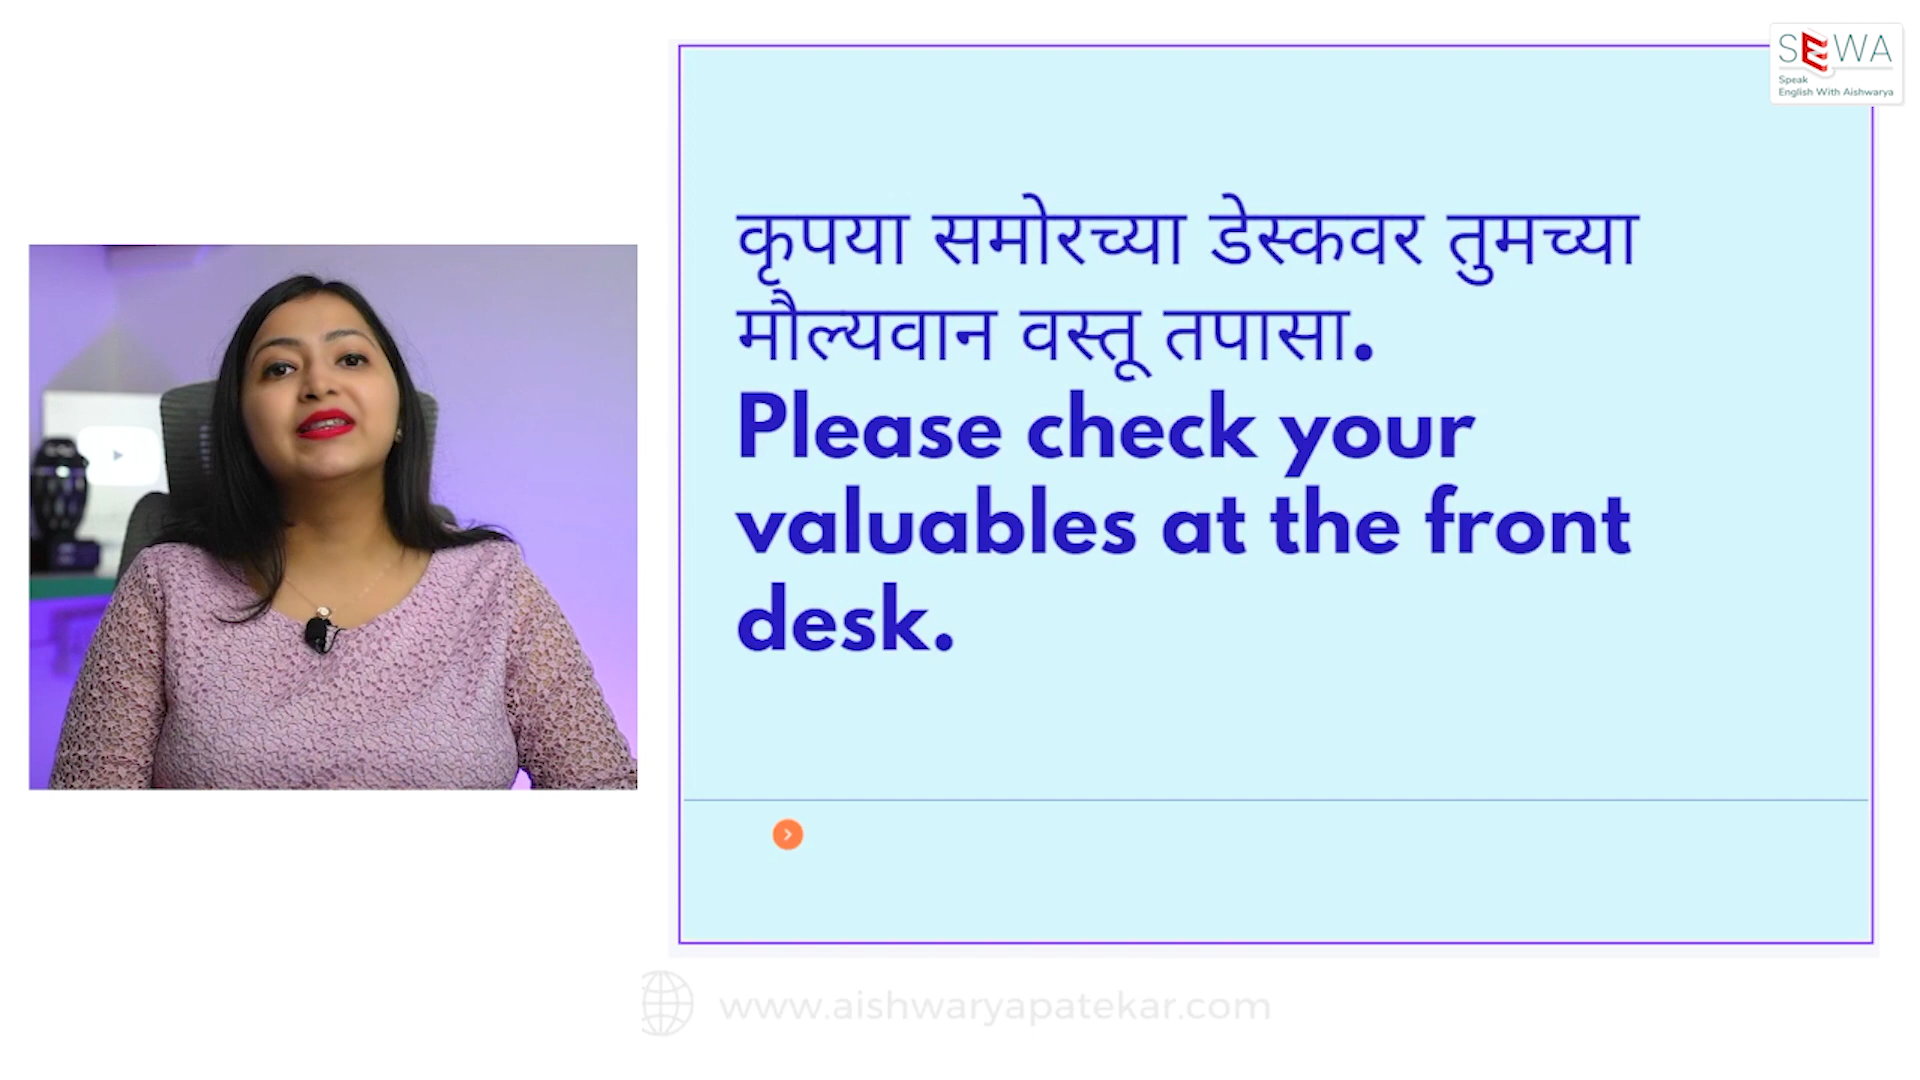 SEWA
Speak
English With Aishwarya
कृपया समोरच्या डेस्कवर तुमच्या
मौल्यवान वस्तू तपासा.
Please check your
valuables at the front
desk.
www.aishwaryapatekar.com